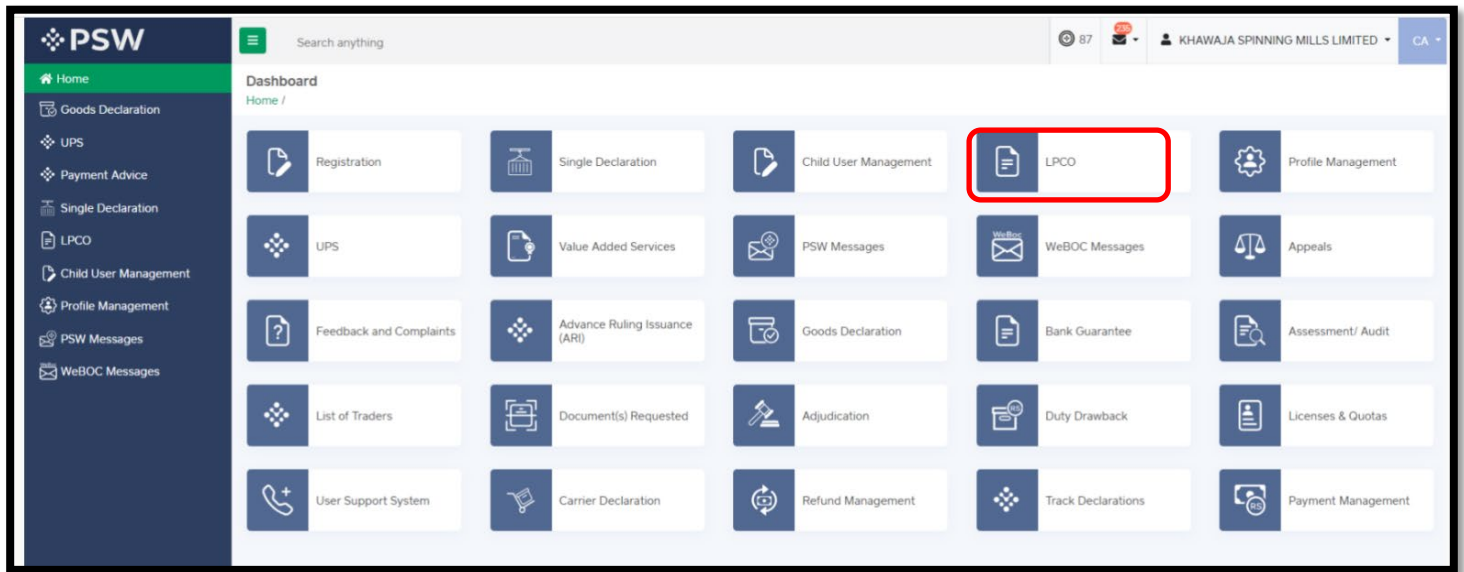 PSW
Search anything
87
235
KHAWAJA SPINNING MILLS LIMITED
CA
Home
Goods Declaration
UPS
Payment Advice
Single Declaration
LPCO
Child User Management
Profile Management
PSW Messages
WeBOC Messages
Dashboard
Home /
Registration
Single Declaration
Child User Management
LPCO
Profile Management
UPS
Value Added Services
PSW Messages
WeBoc
WeBOC Messages
Appeals
Feedback and Complaints
Advance Ruling Issuance
(ARI)
Goods Declaration
Bank Guarantee
Assessment/ Audit
List of Traders
Document(s) Requested
Adjudication
RS
Duty Drawback
Licenses & Quotas
User Support System
Carrier Declaration
Refund Management
Track Declarations
RS
Payment Management